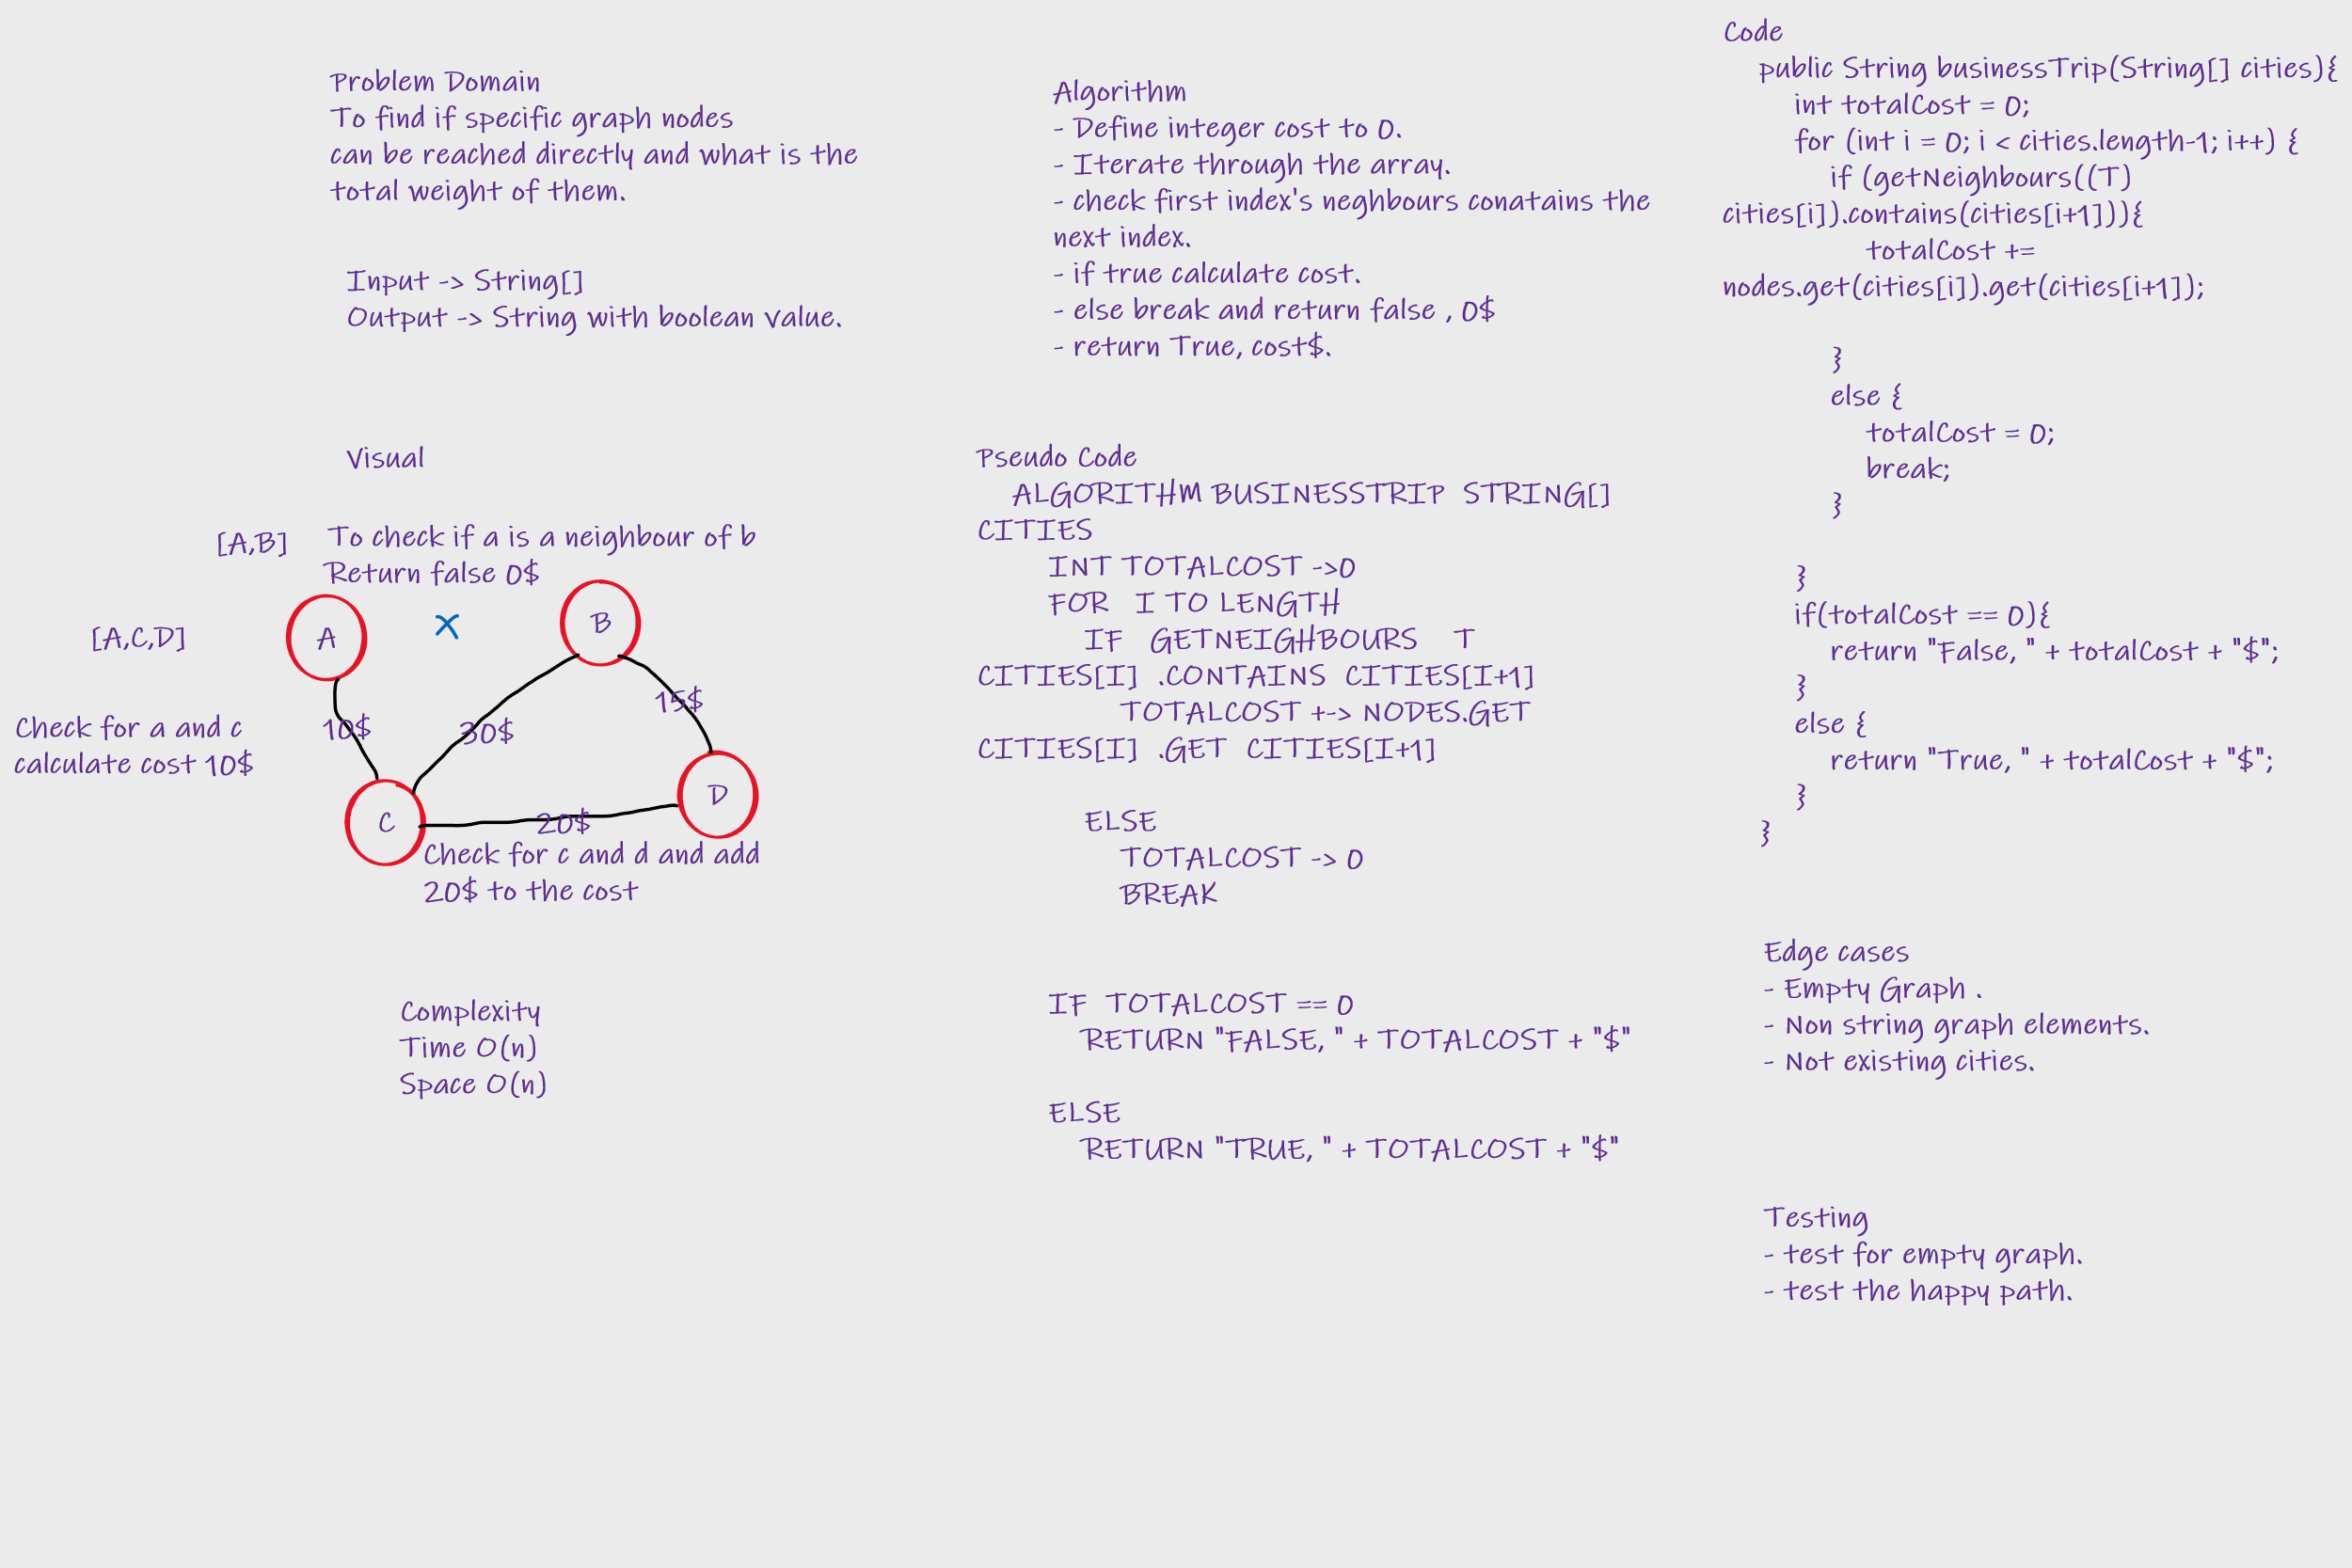 Problem Domain
To find if specific graph nodes
can be reached directly and what is the
total weight of them.
Input -> String[]
Output -> String with boolean value.
Visual
[A,B]
To check if a is a neighbour of b
Return false 0$
A
B
[A,C,D]
15$
10$
30$
Check for a and c
calculate cost 10$
C
D
20$
Check for c and d and add
20$ to the cost
Complexity
Time O(n)
Space O(n)
Algorithm
- Define integer cost to 0.
- Iterate through the array.
- check first index's neghbours conatains the
next index.
- if true calculate cost.
- else break and return false , 0$
- return True, cost$.
Pseudo Code
ALGORITHM BUSINESSTRIP STRING[]
CITIES
INT TOTALCOST ->0
FOR I TO LENGTH
IF GETNEIGHBOURS T
CITIES[I] .CONTAINS CITIES[I+1]
TOTALCOST +-> NODES.GET
CITIES[I] .GET CITIES[I+1]
ELSE
TOTALCOST -> 0
BREAK
IF TOTALCOST == 0
RETURN "FALSE, " + TOTALCOST + "$"
ELSE
RETURN "TRUE, " + TOTALCOST + "$"
Code
public String businessTrip(String[] cities){
int totalCost = 0;
for (int i = 0; i < cities.length-1; i++) {
if (getNeighbours((T)
cities[i]).contains(cities[i+1])){
totalCost +=
nodes.get(cities[i]).get(cities[i+1]);
}
else {
totalCost = 0;
break;
}
}
if(totalCost == 0){
return "False, " + totalCost + "$";
}
else {
return "True, " + totalCost + "$";
}
}
Edge cases
- Empty Graph .
- Non string graph elements.
- Not existing cities.
Testing
- test for empty graph.
- test the happy path.